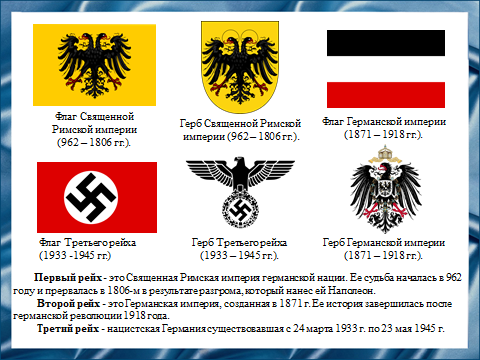 Флаг Священной
Римской империи
(962 – 1806 гг.).
Герб Священной Римской
империи (962 – 1806 гг.).
Флаг Германской империи
(1871 – 1918 гг.).
Флаг Третьего рейха
(1933 -1945 гг.)
Герб Третьего рейха
(1933 – 1945 гг.).
Герб Германской империи
(1871 – 1918 гг.).
Первый рейх - это Священная Римская империя германской нации. Ее судьба началась в 962
году и прервалась в 1806-м в результате разгрома, который нанес ей Наполеон.
Второй рейх - это Германская империя, созданная в 1871 г. Ее история завершилась после
германской революции 1918 года.
Третий рейх - нацистская Германия существовавшая с 24 марта 1933 г. по 23 мая 1945 г.